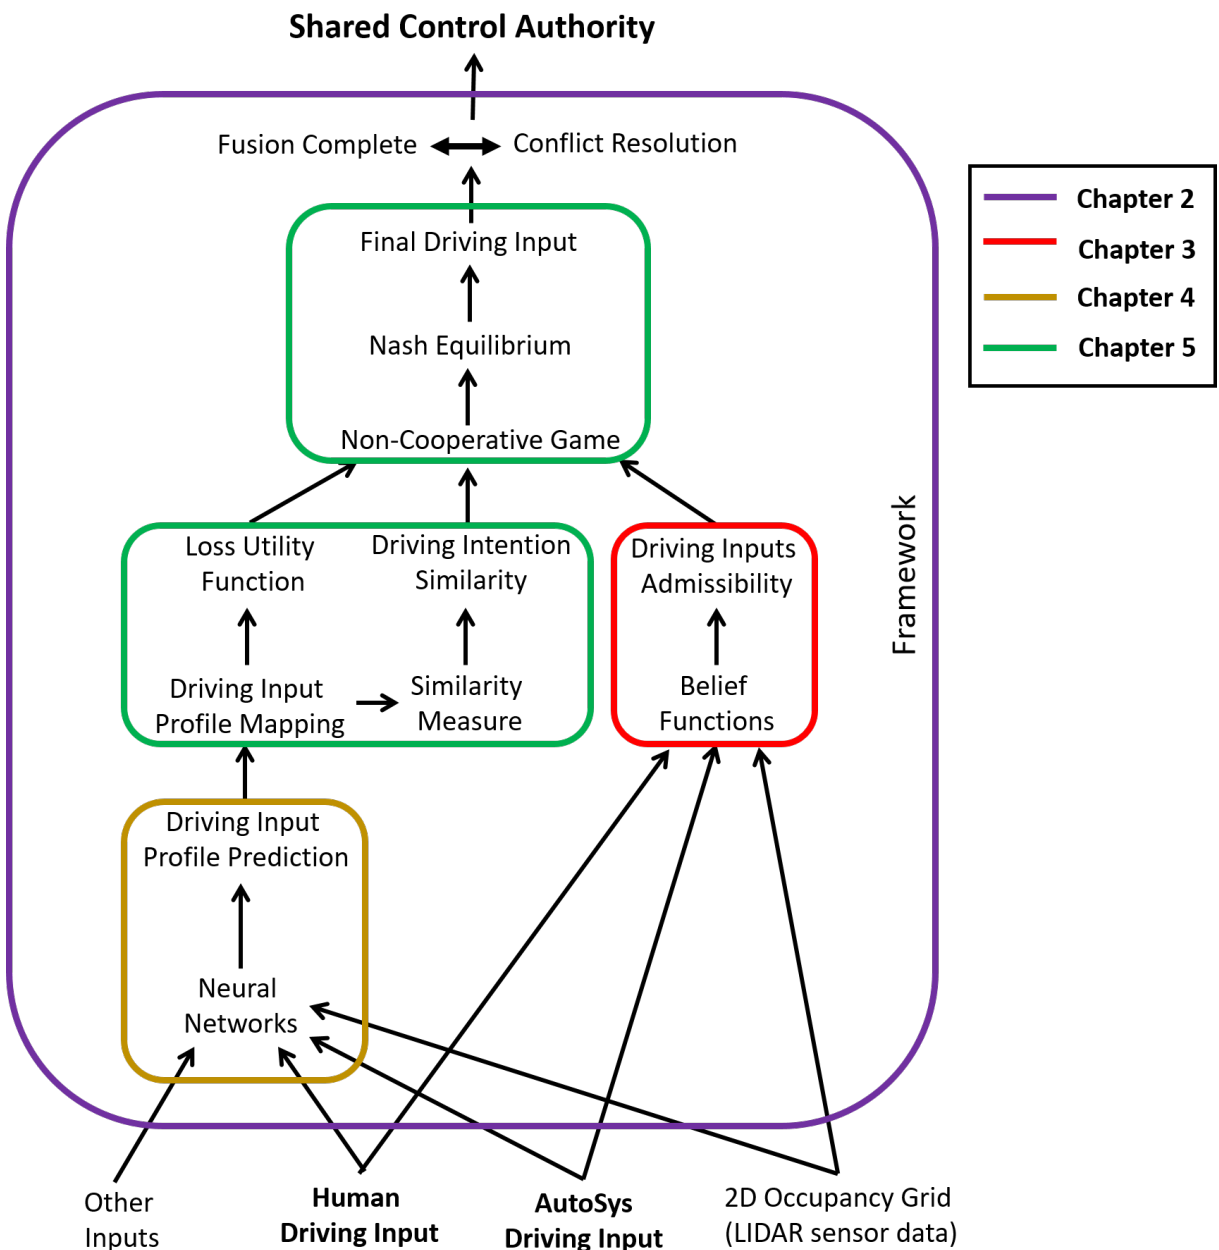 Shared Control Authority
Fusion Complete
Conflict Resolution
Final Driving Input
Nash Equilibrium
Non-Cooperative Game
Loss Utility
Function
Driving Intention
Similarity
Driving Inputs
Admissibility
Driving Input
Profile Mapping
Similarity
Measure
Belief
Functions
Driving Input
Profile Prediction
Neural
Networks
Framework
Other
Inputs
Human
Driving Input
AutoSys
Driving Input
2D Occupancy Grid
(LIDAR sensor data)
Chapter 2
Chapter 3
Chapter 4
Chapter 5